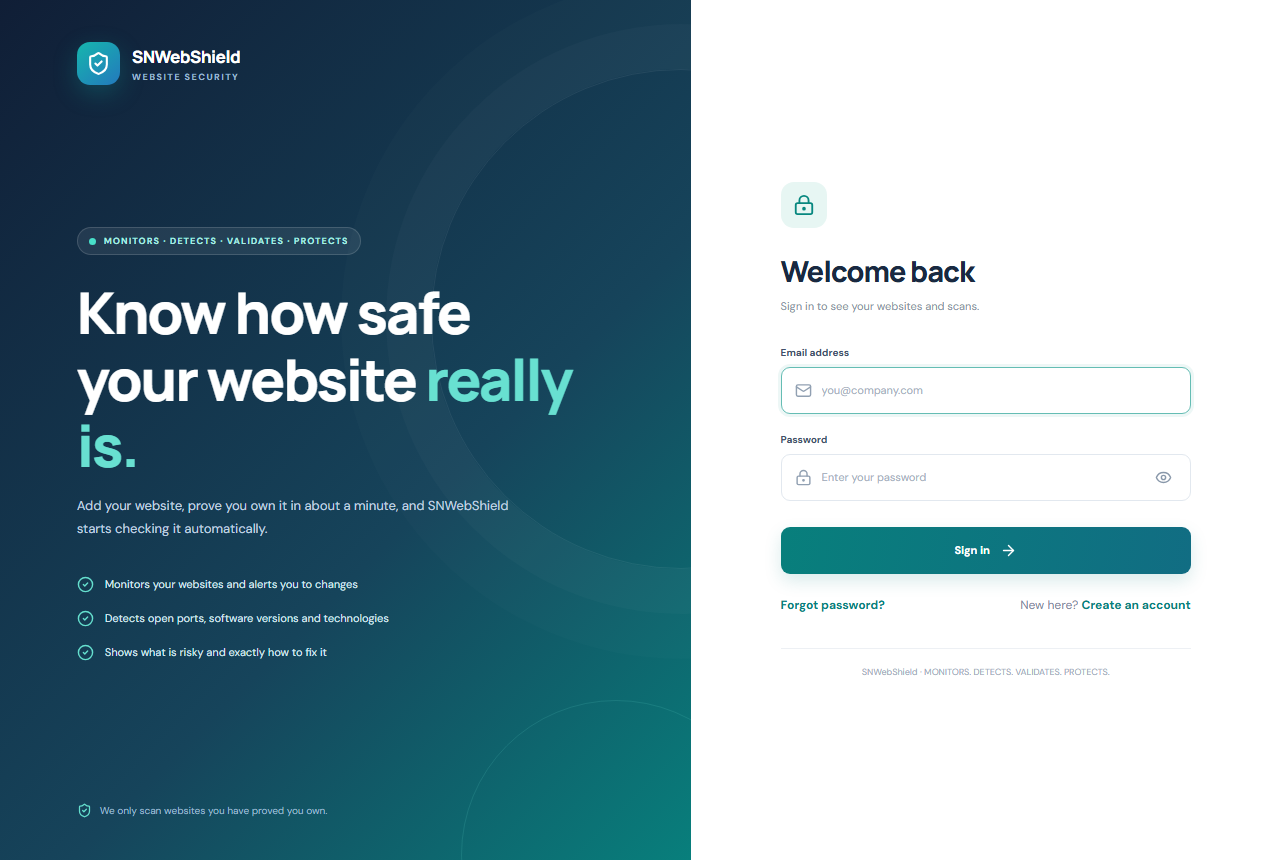 SNWebShield
WEBSITE SECURITY
MONITORS · DETECTS · VALIDATES · PROTECTS
Know how safe
your website really
is.
Add your website, prove you own it in about a minute, and SNWebShield
starts checking it automatically.
Monitors your websites and alerts you to changes
Detects open ports, software versions and technologies
Shows what is risky and exactly how to fix it
We only scan websites you have proved you own.
Welcome back
Sign in to see your websites and scans.
Email address
you@company.com
Password
Enter your password
Sign in
Forgot password?
New here? Create an account
SNWebShield · MONITORS. DETECTS. VALIDATES. PROTECTS.